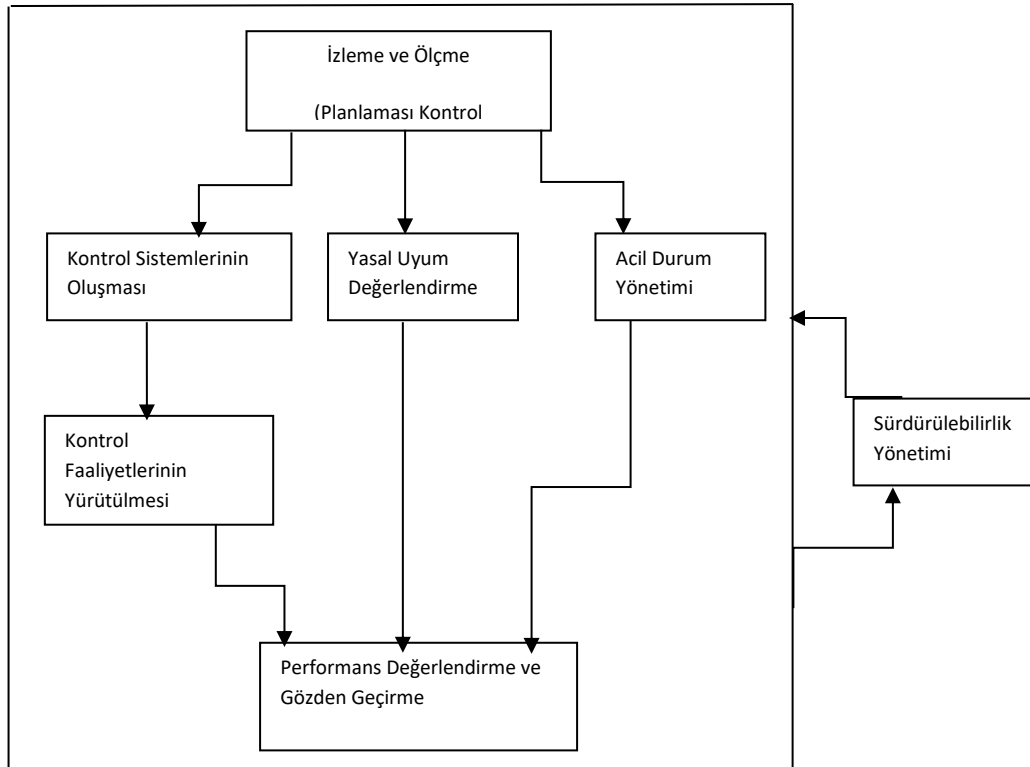 İzleme ve Ölçme
(Planlaması Kontrol
Kontrol Sistemlerinin
Oluşması
Yasal Uyum
Değerlendirme
Acil Durum
Yönetimi
Kontrol
Faaliyetlerinin
Yürütülmesi
Sürdürülebilirlik
Yönetimi
Performans Değerlendirme ve
Gözden Geçirme